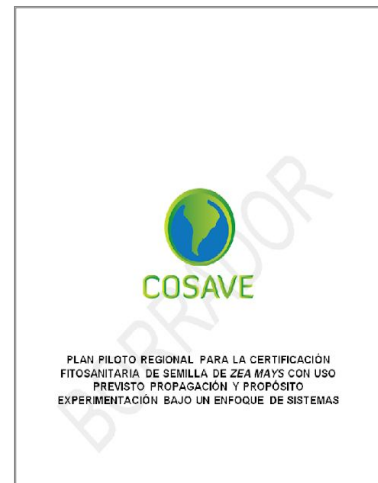 COSAVE
BORRADOR
PLAN PILOTO REGIONAL PARA LA CERTIFICACIÓN
FITOSANITARIA DE SEMILLA DE ZEA MAYS CON USO
PREVISTO PROPAGACIÓN Y PROPÓSITO
EXPERIMENTACIÓN BAJO UN ENFOQUE DE SISTEMAS